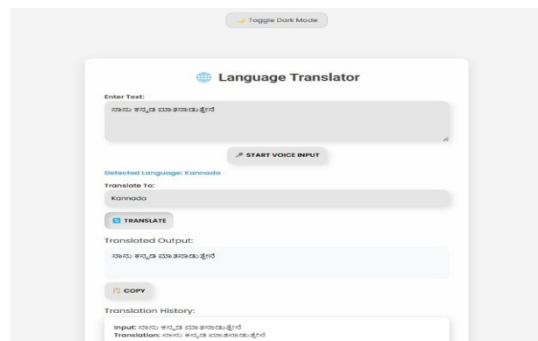 Toggle Dark Mode
Language Translator
Enter Text:
ನಾನು ಕನ್ನಡ ಮಾತನಾಡುತ್ತೇನೆ
START VOICE INPUT
Detected Language: Kannada
Translate To:
Kannada
TRANSLATE
Translated Output:
ನಾನು ಕನ್ನಡ ಮಾತನಾಡುತ್ತೇನೆ
COPY
Translation History:
Input: ನಾನು ಕನ್ನಡ ಮಾತನಾಡುತ್ತೇನೆ
Translation: ನಾನು ಕನ್ನಡ ಮಾತನಾಡುತ್ತೇನೆ